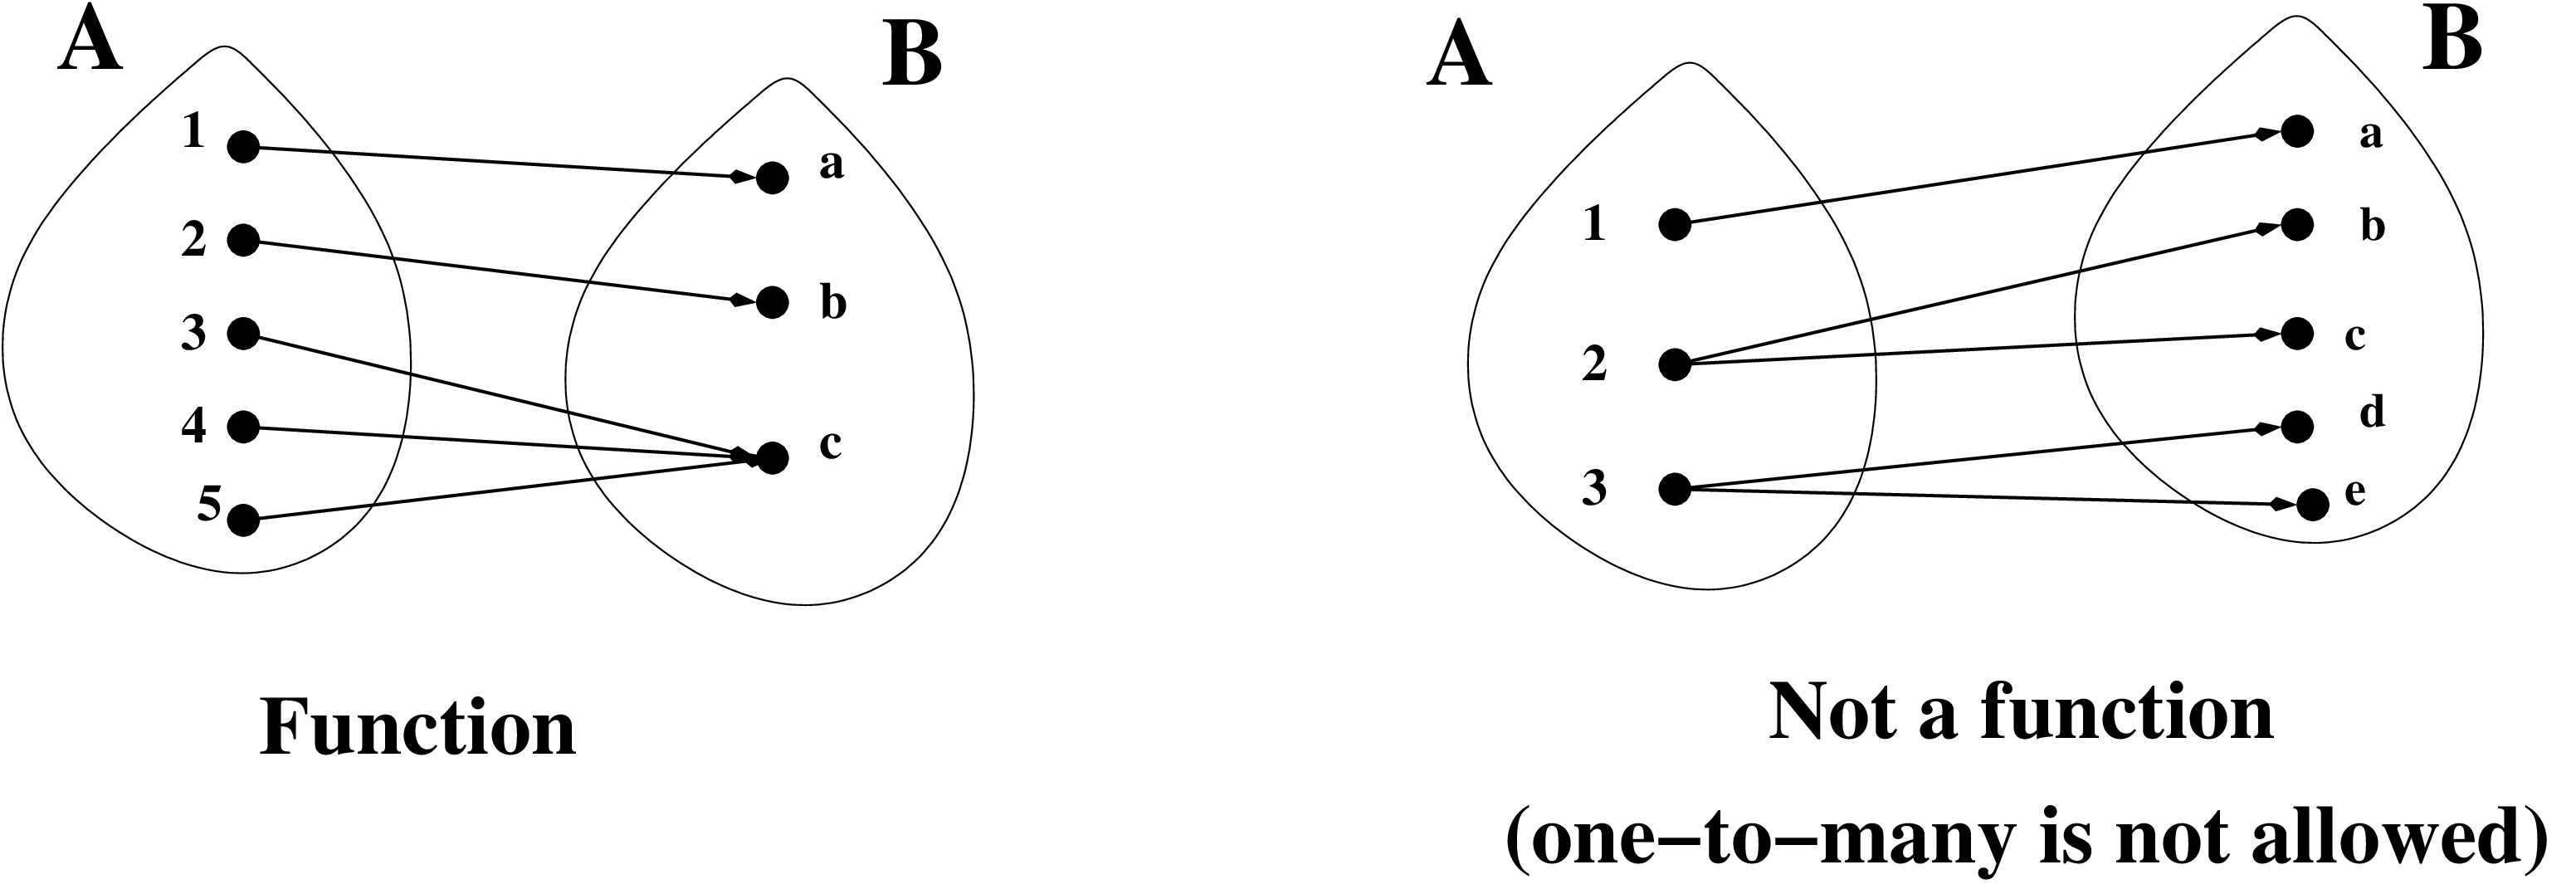 A
B
1
a
2
b
3
4
c
5
Function
A
B
a
1
b
c
2
d
3
e
Not a function
(one–to–many is not allowed)